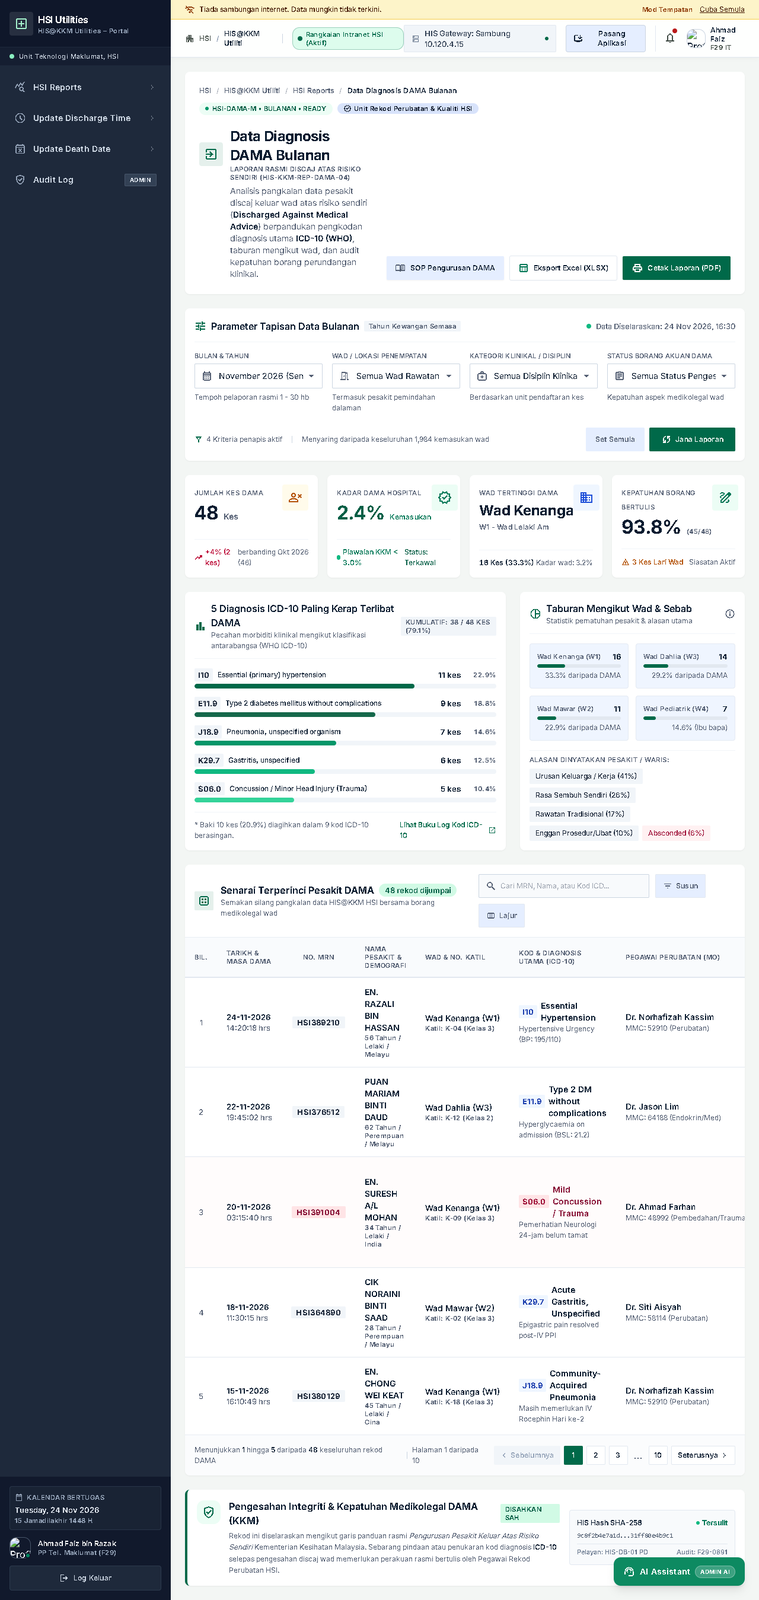 Tiada sambungan internet. Data mungkin tidak terkini.
Mod Tempatan
Cuba Semula
HSI Utilities
HIS@KKM Utilities – Portal
Unit Teknologi Maklumat, HSI
HSI Reports
Update Discharge Time
Update Death Date
Audit Log
ADMIN
HSI / HIS@KKM Utiliti
Rangkaian Intranet HSI (Aktif)
HIS Gateway: Sambung 10.120.4.15
Pasang Aplikasi
Ahmad Faiz
F29 IT
HSI / HIS@KKM Utiliti / HSI Reports / Data Diagnosis DAMA Bulanan
HSI-DAMA-M • BULANAN • READY
Unit Rekod Perubatan & Kualiti HSI
Data Diagnosis
DAMA Bulanan
LAPORAN RASMI DISCAJ ATAS RISIKO
SENDIRI (HIS-KKM-REP-DAMA-04)
Analisis pangkalan data pesakit
discaj keluar wad atas risiko sendiri
(Discharged Against Medical
Advice) berpandukan pengkodan
diagnosis utama ICD-10 (WHO),
taburan mengikut wad, dan audit
kepatuhan borang perundangan
klinikal.
SOP Pengurusan DAMA
Eksport Excel (XLSX)
Cetak Laporan (PDF)
Parameter Tapisan Data Bulanan
Tahun Kewangan Semasa
Data Diselaraskan: 24 Nov 2026, 16:30
BULAN & TAHUN
November 2026 (Sen
Tempoh pelaporan rasmi 1 - 30 hb
WAD / LOKASI PENEMPATAN
Semua Wad Rawatan
Termasuk pesakit pemindahan
dalaman
KATEGORI KLINIKAL / DISIPLIN
Semua Disiplin Klinika
Berdasarkan unit pendaftaran kes
STATUS BORANG AKUAN DAMA
Semua Status Penges
Kepatuhan aspek medikolegal wad
4 Kriteria penapis aktif
Menyaring daripada keseluruhan 1,984 kemasukan wad
Set Semula
Jana Laporan
JUMLAH KES DAMA
48 Kes
+4% (2 kes)
berbanding Okt 2026 (46)
KADAR DAMA HOSPITAL
2.4% Kemasukan
Piawaian KKM < 3.0%
Status: Terkawal
WAD TERTINGGI DAMA
Wad Kenanga
W1 - Wad Lelaki Am
16 Kes (33.3%) Kadar wad: 3.2%
KEPATUHAN BORANG
BERTULIS
93.8% (45/48)
3 Kes Lari Wad
Siasatan Aktif
5 Diagnosis ICD-10 Paling Kerap Terlibat
DAMA
Pecahan morbiditi klinikal mengikut klasifikasi
antarabangsa (WHO ICD-10)
KUMULATIF: 38 / 48 KES
(79.1%)
I10 Essential (primary) hypertension 11 kes 22.9%
E11.9 Type 2 diabetes mellitus without complications 9 kes 18.8%
J18.9 Pneumonia, unspecified organism 7 kes 14.6%
K29.7 Gastritis, unspecified 6 kes 12.5%
S06.0 Concussion / Minor Head Injury (Trauma) 5 kes 10.4%
* Baki 10 kes (20.9%) diagihkan dalam 9 kod ICD-10
berasingan.
Lihat Buku Log Kod ICD-
10
Taburan Mengikut Wad & Sebab
Statistik pematuhan pesakit & alasan utama
Wad Kenanga (W1) 16
33.3% daripada DAMA
Wad Dahlia (W3) 14
29.2% daripada DAMA
Wad Mawar (W2) 11
22.9% daripada DAMA
Wad Pediatrik (W4) 7
14.6% (Ibu bapa)
ALASAN DINYATAKAN PESAKIT / WARIS:
Urusan Keluarga / Kerja (41%)
Rasa Sembuh Sendiri (26%)
Rawatan Tradisional (17%)
Enggan Prosedur/Ubat (10%)
Absconded (6%)
Senarai Terperinci Pesakit DAMA
48 rekod dijumpai
Semakan silang pangkalan data HIS@KKM HSI bersama borang
medikolegal wad
Cari MRN, Nama, atau Kod ICD...
Susun
Lajur
BIL.
TARIKH &
MASA DAMA
NO. MRN
NAMA
PESAKIT &
DEMOGRAFI
WAD & NO. KATIL
KOD & DIAGNOSIS
UTAMA (ICD-10)
PEGAWAI PERUBATAN (MO)
1
24-11-2026
14:20:18 hrs
HSI389210
EN.
RAZALI
BIN
HASSAN
56 Tahun /
Lelaki /
Melayu
Wad Kenanga (W1)
Katil: K-04 (Kelas 3)
I10 Essential
Hypertension
Hypertensive Urgency
(BP: 195/110)
Dr. Norhafizah Kassim
MMC: 52910 (Perubatan)
2
22-11-2026
19:45:02 hrs
HSI376512
PUAN
MARIAM
BINTI
DAUD
62 Tahun /
Perempuan
/ Melayu
Wad Dahlia (W3)
Katil: K-12 (Kelas 2)
E11.9 Type 2 DM
without
complications
Hyperglycaemia on
admission (BSL: 21.2)
Dr. Jason Lim
MMC: 64188 (Endokrin/Med)
3
20-11-2026
03:15:40 hrs
HSI391004
EN.
SURESH
A/L
MOHAN
34 Tahun /
Lelaki /
India
Wad Kenanga (W1)
Katil: K-09 (Kelas 3)
S06.0 Mild
Concussion
/ Trauma
Pemerhatian Neurologi
24-jam belum tamat
Dr. Ahmad Farhan
MMC: 48992 (Pembedahan/Trauma
4
18-11-2026
11:30:15 hrs
HSI364890
CIK
NORAINI
BINTI
SAAD
28 Tahun /
Perempuan
/ Melayu
Wad Mawar (W2)
Katil: K-02 (Kelas 3)
K29.7 Acute
Gastritis,
Unspecified
Epigastric pain resolved
post-IV PPI
Dr. Siti Aisyah
MMC: 58114 (Perubatan)
5
15-11-2026
16:10:49 hrs
HSI380129
EN.
CHONG
WEI KEAT
45 Tahun /
Lelaki /
Cina
Wad Kenanga (W1)
Katil: K-18 (Kelas 3)
J18.9 Community-
Acquired
Pneumonia
Masih memerlukan IV
Rocephin Hari ke-2
Dr. Norhafizah Kassim
MMC: 52910 (Perubatan)
Menunjukkan 1 hingga 5 daripada 48 keseluruhan rekod
DAMA
Halaman 1 daripada
10
Sebelumnya
1 2 3 ... 10
Seterusnya
Pengesahan Integriti & Kepatuhan Medikolegal DAMA
(KKM)
DISAHKAN
SAH
Rekod ini diselaraskan mengikut garis panduan rasmi Pengurusan Pesakit Keluar Atas Risiko
Sendiri Kementerian Kesihatan Malaysia. Sebarang pindaan atau penukaran kod diagnosis ICD-10
selepas pengesahan discaj wad memerlukan perakuan rasmi bertulis oleh Pegawai Rekod
Perubatan HSI.
HIS Hash SHA-256
Tersulit
9c8f2b4e7a1d...31ff80e4b9c1
Pelayan: HIS-DB-01 PD
Audit: F29-0891
AI Assistant
ADMIN AI
KALENDAR BERTUGAS
Tuesday, 24 Nov 2026
15 Jamadilakhir 1448 H
Ahmad Faiz bin Razak
PP Tel. Maklumat (F29)
Log Keluar